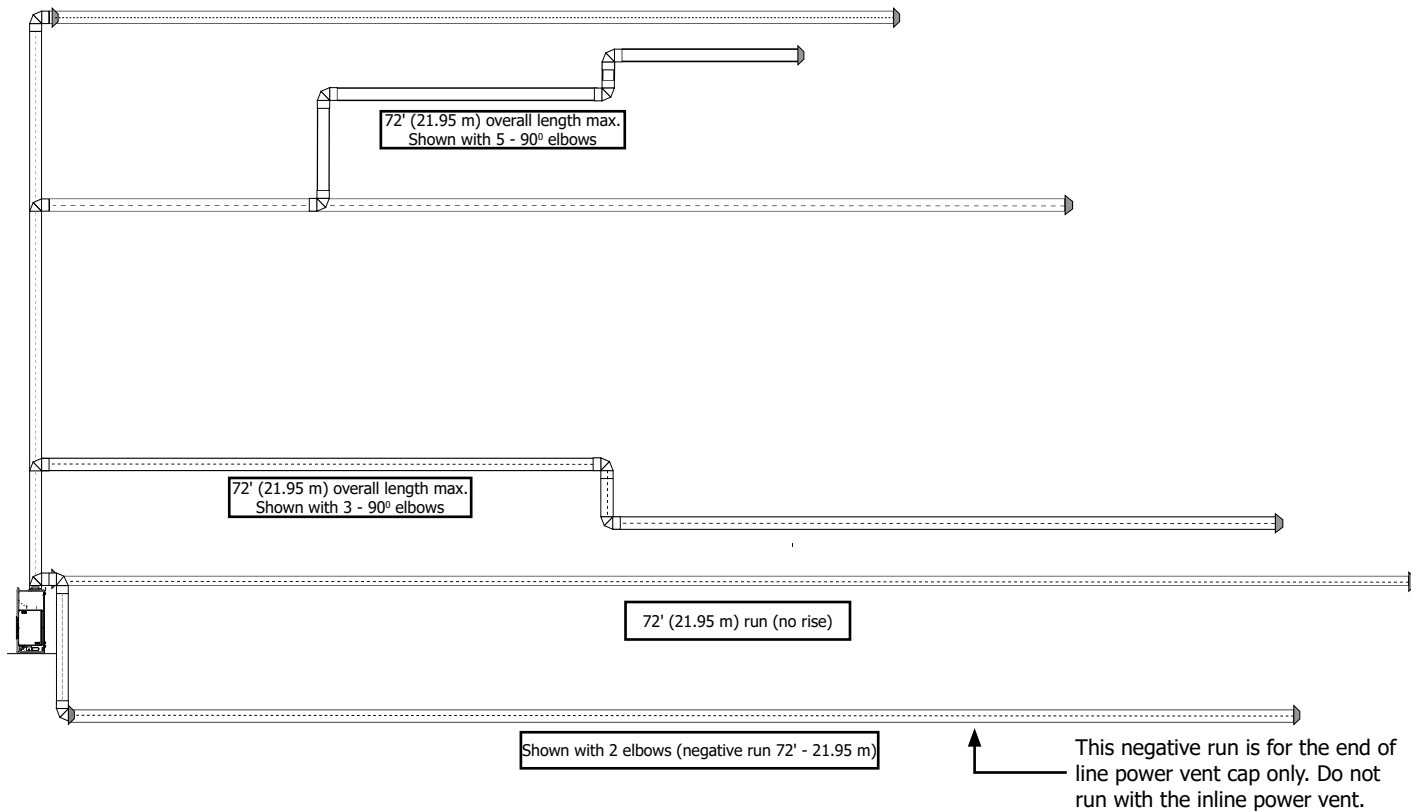 72' (21.95 m) overall length max.
Shown with 5 - 90⁰ elbows
72' (21.95 m) overall length max.
Shown with 3 - 90⁰ elbows
72' (21.95 m) run (no rise)
Shown with 2 elbows (negative run 72' - 21.95 m)
This negative run is for the end of
line power vent cap only. Do not
run with the inline power vent.